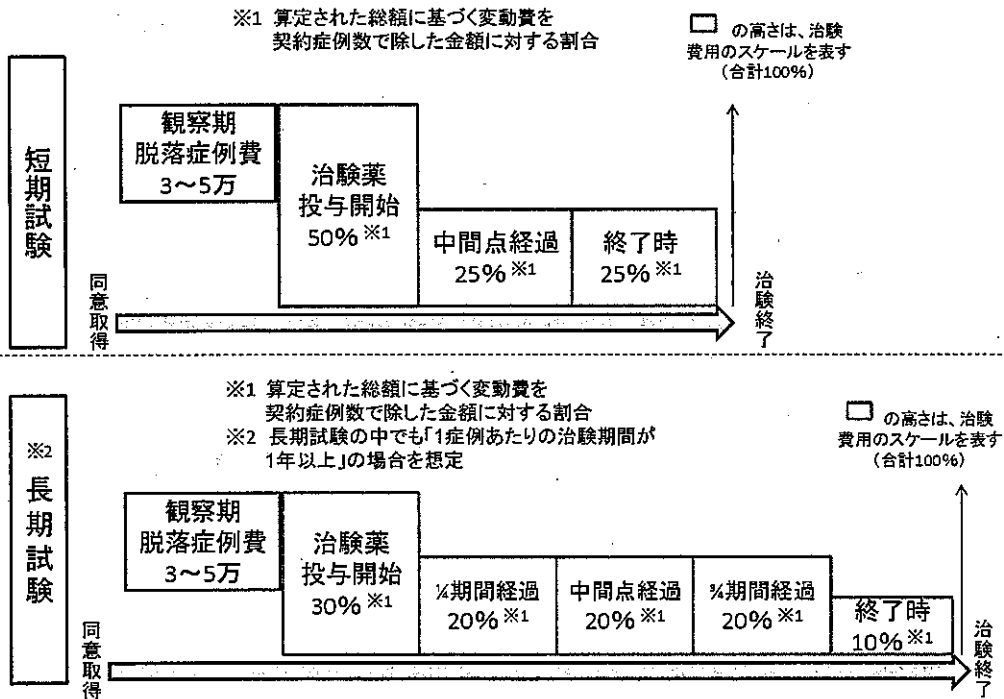 ※1 算定された総額に基づく変動費を
契約症例数で除した金額に対する割合
□ の高さは、治験
費用のスケールを表す
(合計100%)
短期試験
観察期
脱落症例費
3～5万
治験薬
投与開始
50% ※1
中間点経過
25% ※1
終了時
25% ※1
同意取得
治験終了
※1 算定された総額に基づく変動費を
契約症例数で除した金額に対する割合
※2 長期試験の中でも「1症例あたりの治験期間が
1年以上」の場合を想定
□ の高さは、治験
費用のスケールを表す
(合計100%)
※2
長期試験
観察期
脱落症例費
3～5万
治験薬
投与開始
30% ※1
¼期間経過
20% ※1
中間点経過
20% ※1
¾期間経過
20% ※1
終了時
10% ※1
同意取得
治験終了